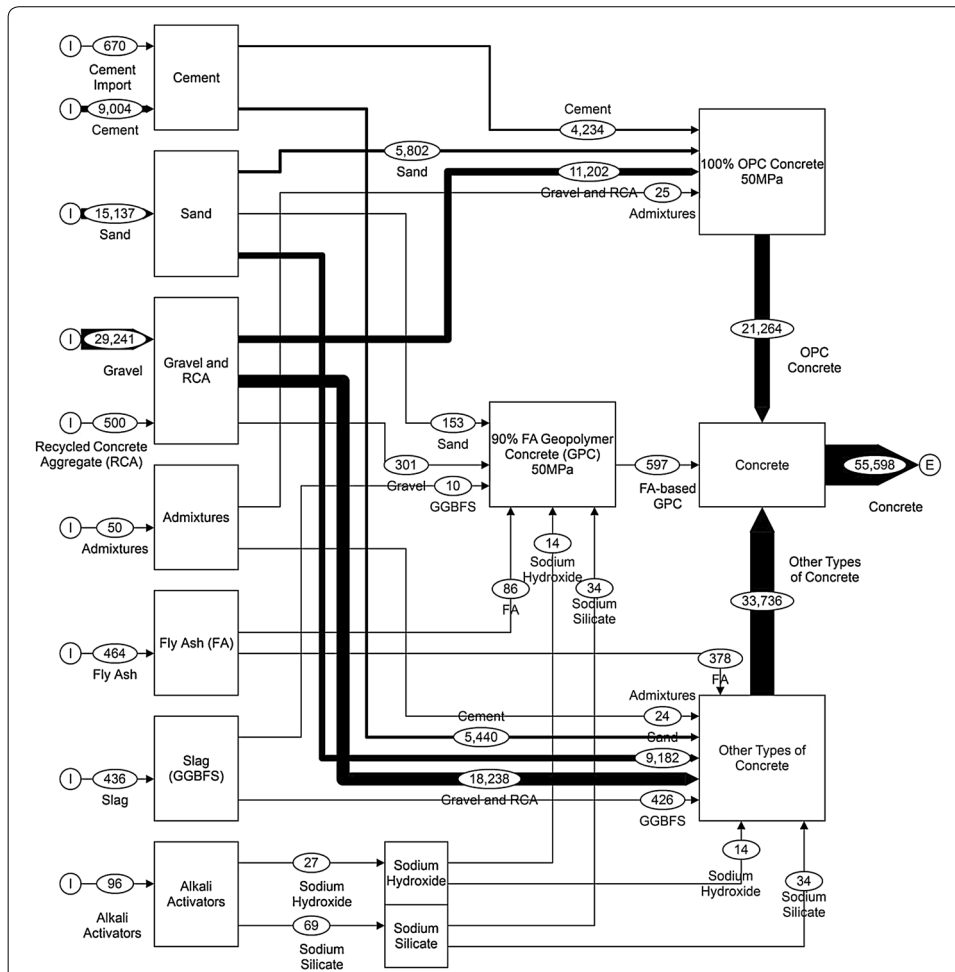 I
670
Cement
Import
I
9,004
Cement
Cement
Cement
4,234
5,802
Sand
11,202
Gravel and RCA
25
Admixtures
100% OPC Concrete
50MPa
I
15,137
Sand
Sand
I
29,241
Gravel
Gravel and
RCA
I
500
Recycled Concrete
Aggregate (RCA)
21,264
OPC
Concrete
153
Sand
301
Gravel
10
GGBFS
90% FA Geopolymer
Concrete (GPC)
50MPa
597
FA-based
GPC
Concrete
55,598
E
Concrete
I
50
Admixtures
Admixtures
14
Sodium
Hydroxide
86
FA
34
Sodium
Silicate
Other Types
of Concrete
33,736
I
464
Fly Ash
Fly Ash (FA)
378
FA
Admixtures
24
Cement
5,440
Sand
9,182
18,238
Gravel and RCA
426
GGBFS
Other Types of
Concrete
I
436
Slag
Slag
(GGBFS)
I
96
Alkali
Activators
Alkali
Activators
27
Sodium
Hydroxide
69
Sodium
Silicate
Sodium
Hydroxide
Sodium
Silicate
14
Sodium
Hydroxide
34
Sodium
Silicate